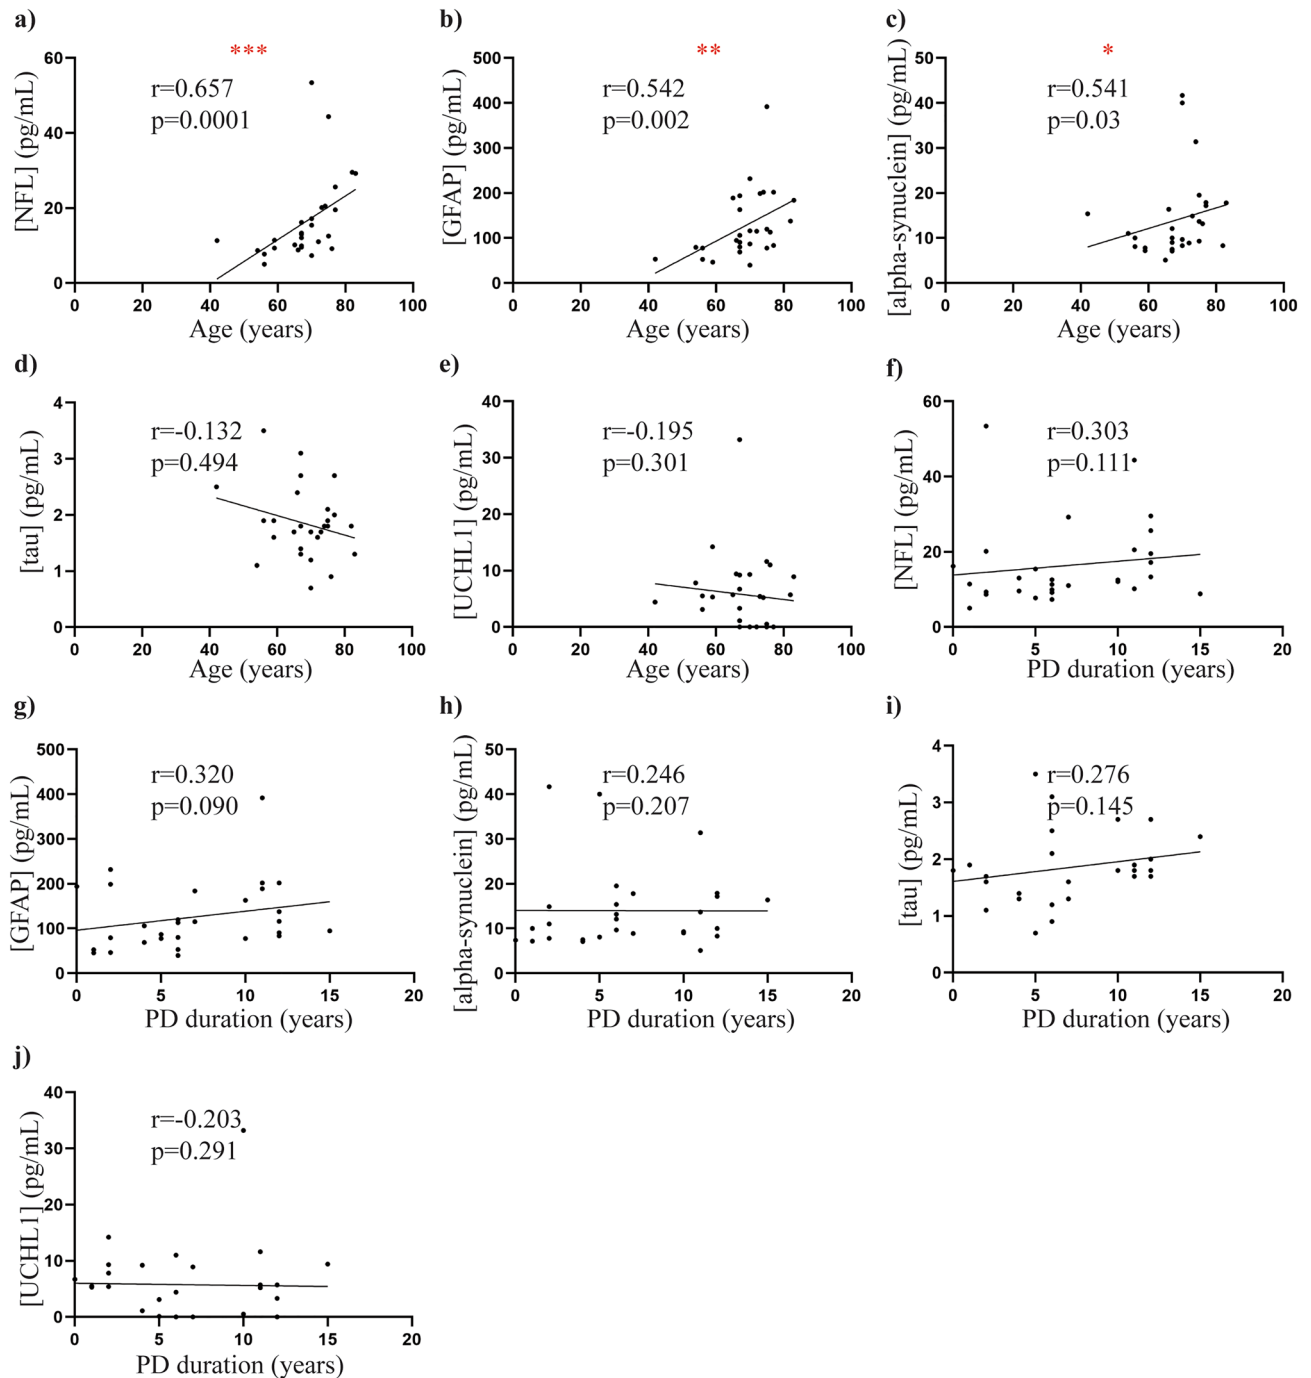 a)
***
[NFL] (pg/mL)
60
40
20
0
r=0.657
p=0.0001
0 20 40 60 80 100
Age (years)
b)
**
[GFAP] (pg/mL)
500
400
300
200
100
0
r=0.542
p=0.002
0 20 40 60 80 100
Age (years)
c)
*
[alpha-synuclein] (pg/mL)
50
40
30
20
10
0
r=0.541
p=0.03
0 20 40 60 80 100
Age (years)
d)
[tau] (pg/mL)
4
3
2
1
0
r=-0.132
p=0.494
0 20 40 60 80 100
Age (years)
e)
[UCHL1] (pg/mL)
40
30
20
10
0
r=-0.195
p=0.301
0 20 40 60 80 100
Age (years)
f)
[NFL] (pg/mL)
60
40
20
0
r=0.303
p=0.111
0 5 10 15 20
PD duration (years)
g)
[GFAP] (pg/mL)
500
400
300
200
100
0
r=0.320
p=0.090
0 5 10 15 20
PD duration (years)
h)
[alpha-synuclein] (pg/mL)
50
40
30
20
10
0
r=0.246
p=0.207
0 5 10 15 20
PD duration (years)
i)
[tau] (pg/mL)
4
3
2
1
0
r=0.276
p=0.145
0 5 10 15 20
PD duration (years)
j)
[UCHL1] (pg/mL)
40
30
20
10
0
r=-0.203
p=0.291
0 5 10 15 20
PD duration (years)